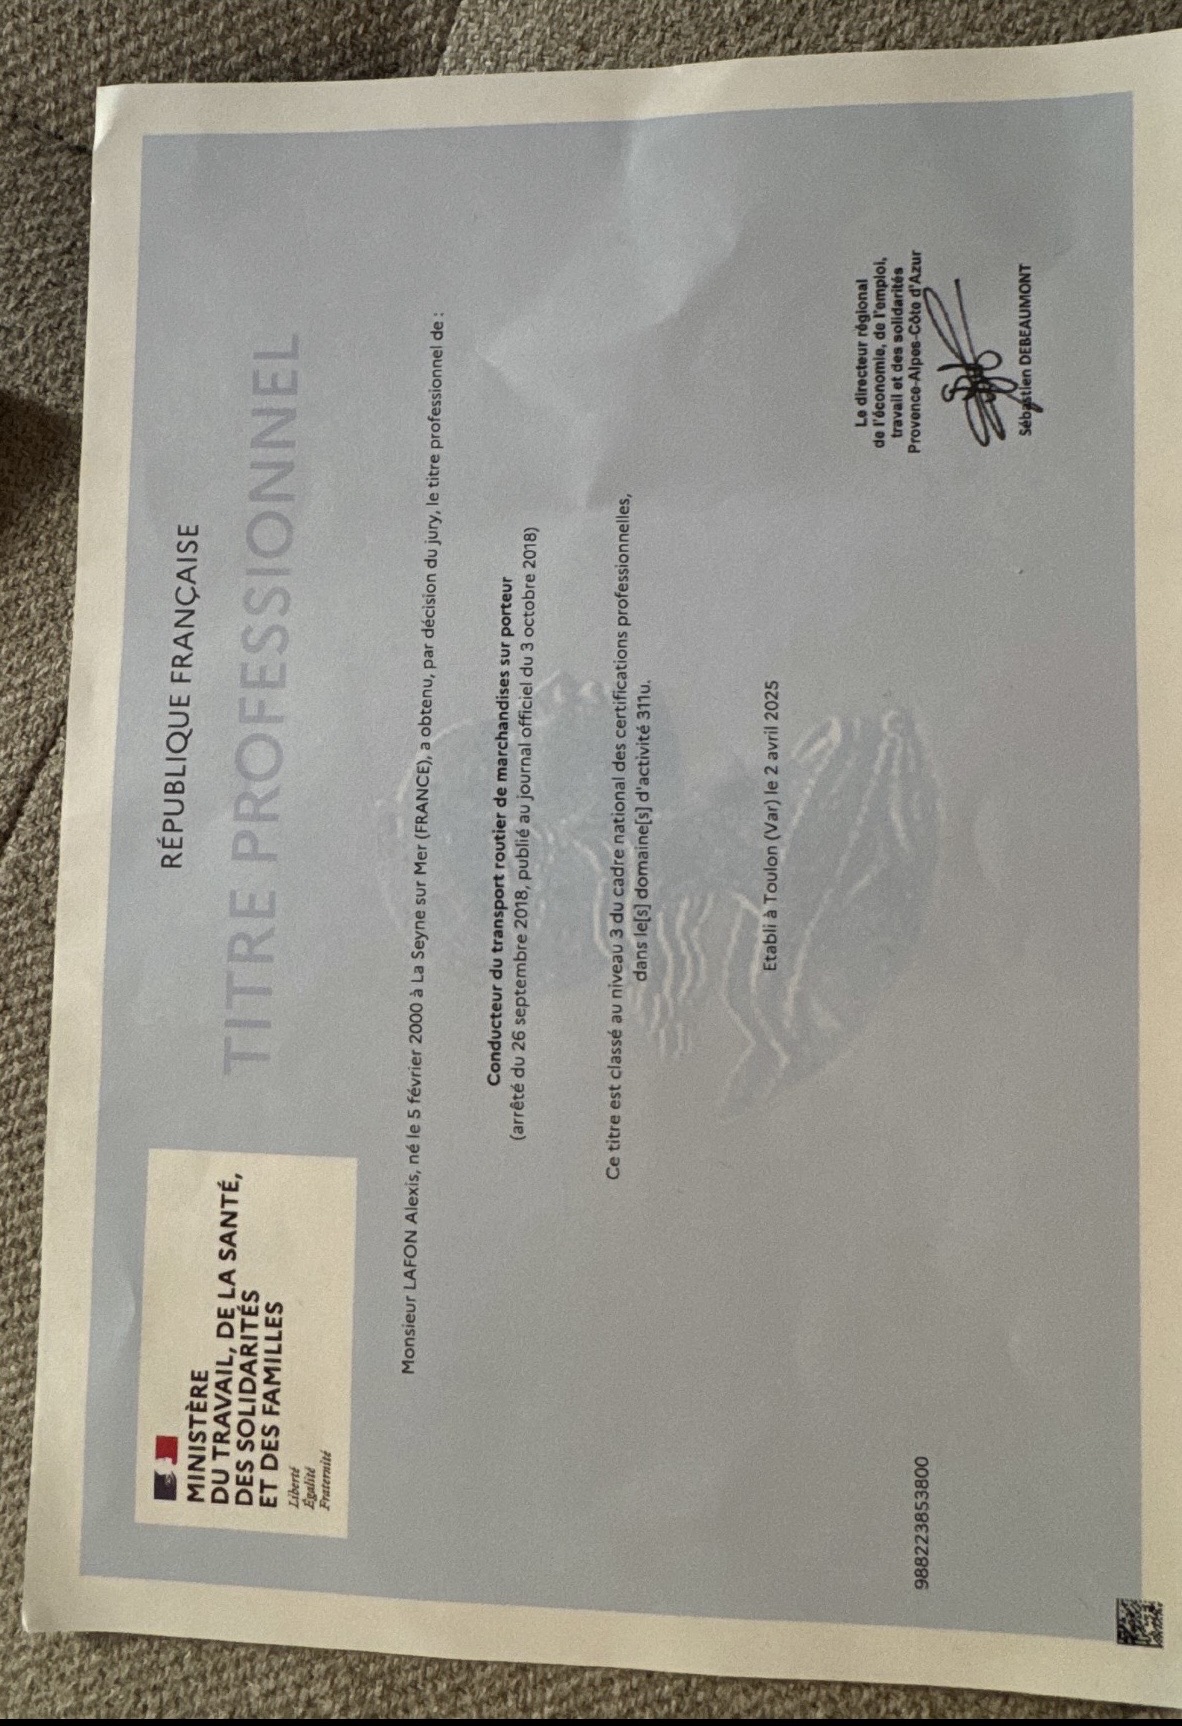 MINISTÈRE
DU TRAVAIL, DE LA SANTÉ,
DES SOLIDARITÉS
ET DES FAMILLES
Liberté
Égalité
Fraternité
RÉPUBLIQUE FRANÇAISE
TITRE PROFESSIONNEL
Monsieur LAFON Alexis, né le 5 février 2000 à La Seyne sur Mer (FRANCE), a obtenu, par décision du jury, le titre professionnel de :
Conducteur du transport routier de marchandises sur porteur
(arrêté du 26 septembre 2018, publié au journal officiel du 3 octobre 2018)
Ce titre est classé au niveau 3 du cadre national des certifications professionnelles,
dans le[s] domaine[s] d'activité 311u.
Etabli à Toulon (Var) le 2 avril 2025
Le directeur régional
de l'économie, de l'emploi,
travail et des solidarités
Provence-Alpes-Côte d'Azur
Sébastien DEBEAUMONT
988223853800